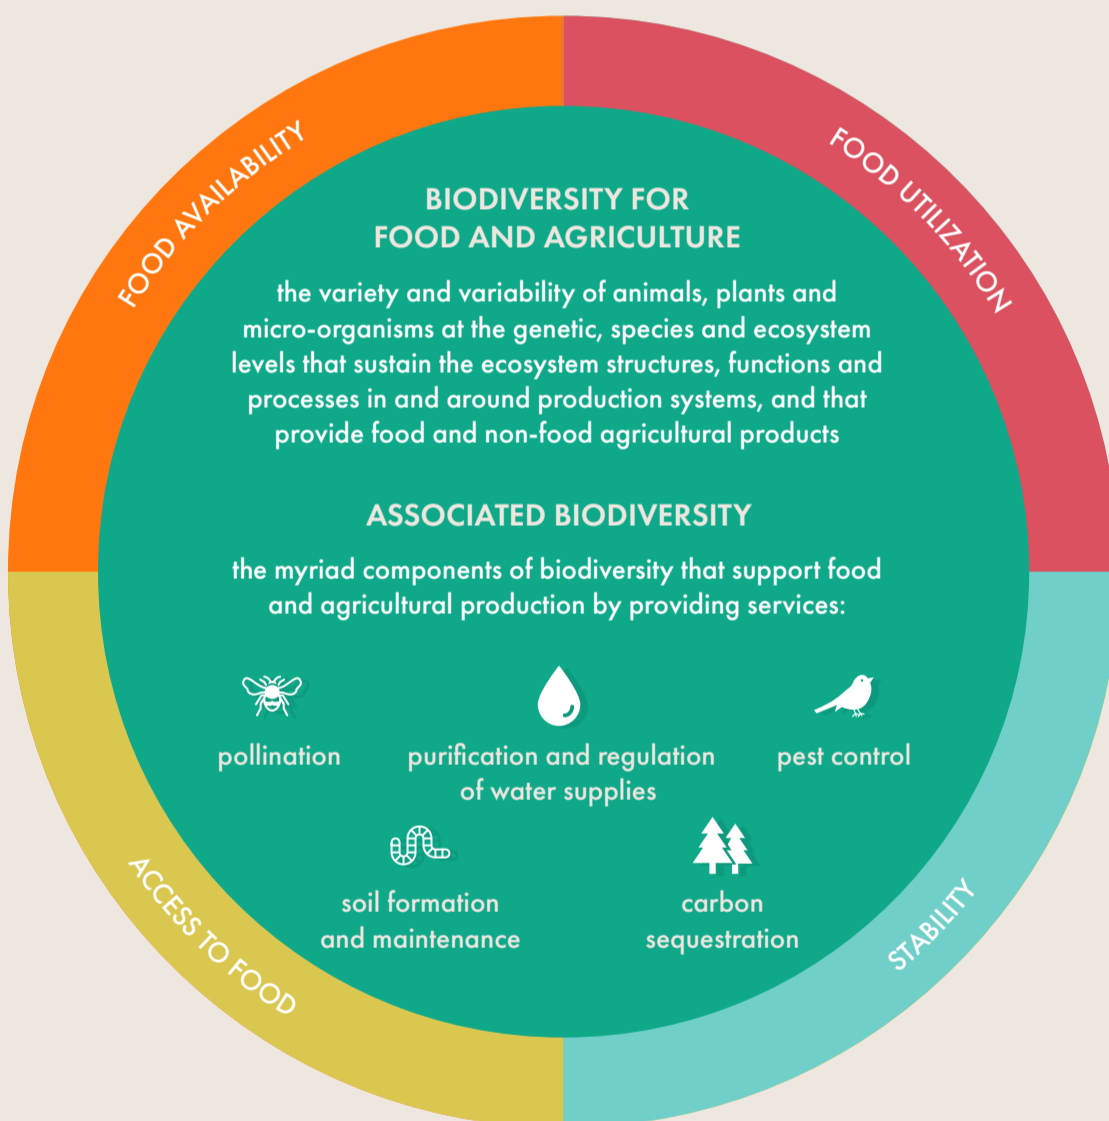 FOOD AVAILABILITY
FOOD UTILIZATION
BIODIVERSITY FOR
FOOD AND AGRICULTURE
the variety and variability of animals, plants and
micro-organisms at the genetic, species and ecosystem
levels that sustain the ecosystem structures, functions and
processes in and around production systems, and that
provide food and non-food agricultural products
ASSOCIATED BIODIVERSITY
the myriad components of biodiversity that support food
and agricultural production by providing services:
pollination
purification and regulation
of water supplies
pest control
soil formation
and maintenance
carbon
sequestration
ACCESS TO FOOD
STABILITY